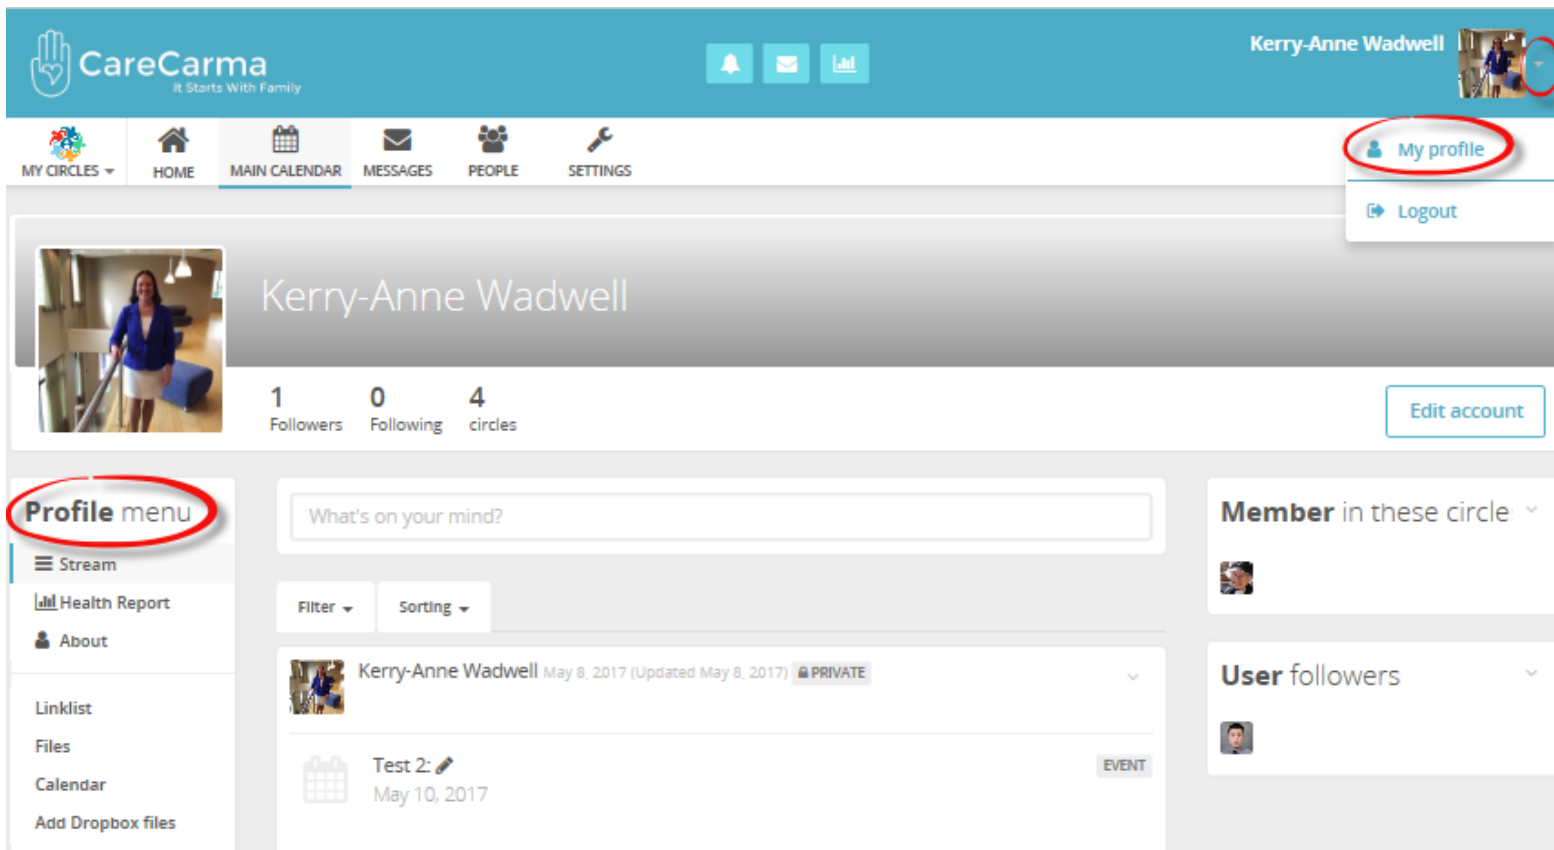 CareCarma
It Starts With Family
Kerry-Anne Wadwell
MY CIRCLES
HOME
MAIN CALENDAR
MESSAGES
PEOPLE
SETTINGS
My profile
Logout
Kerry-Anne Wadwell
1
Followers
0
Following
4
circles
Edit account
Profile menu
Stream
Health Report
About
Linklist
Files
Calendar
Add Dropbox files
What's on your mind?
Filter
Sorting
Kerry-Anne Wadwell May 8, 2017 (Updated May 8, 2017) PRIVATE
Test 2:
May 10, 2017
EVENT
Member in these circle
User followers